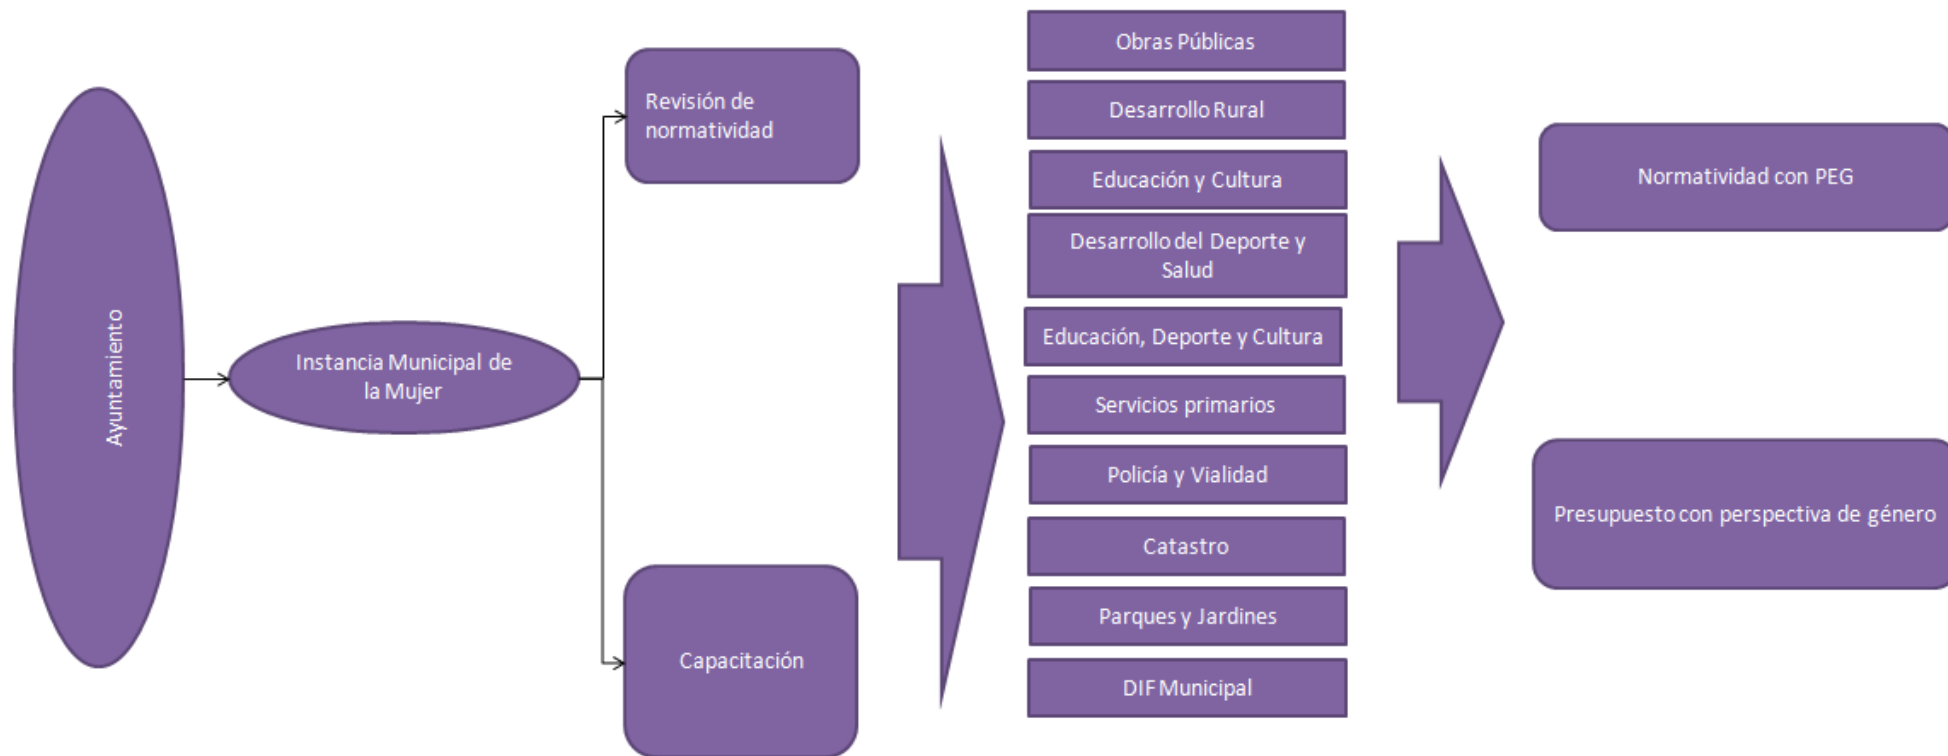 Ayuntamiento
Instancia Municipal de
la Mujer
Revisión de
normatividad
Capacitación
Obras Públicas
Desarrollo Rural
Educación y Cultura
Desarrollo del Deporte y
Salud
Educación, Deporte y Cultura
Servicios primarios
Policía y Vialidad
Catastro
Parques y Jardines
DIF Municipal
Normatividad con PEG
Presupuesto con perspectiva de género